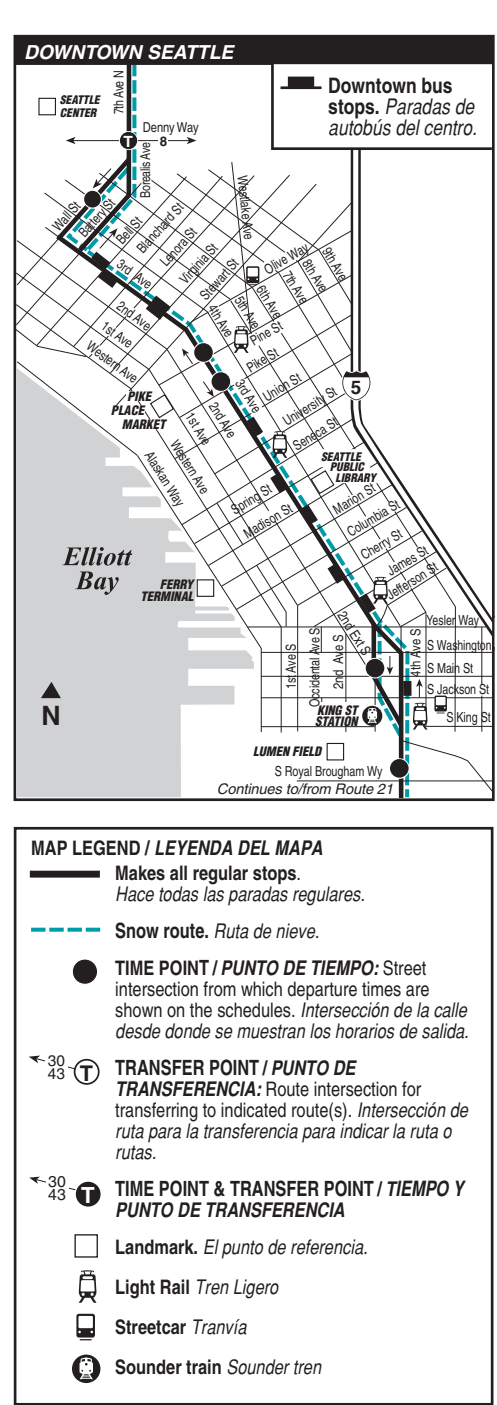 DOWNTOWN SEATTLE
Downtown bus
stops. Paradas de
autobús del centro.
7th Ave N
SEATTLE
CENTER
Denny Way
T
8
Borealis Ave
Wall St
Battery St
Bell St
Blanchard St
Lenora St
Virginia St
Stewart St
Westlake Ave
Olive Way
9th Ave
8th Ave
7th Ave
6th Ave
5th Ave
4th Ave
3rd Ave
2nd Ave
1st Ave
Western Ave
Pine St
Pike St
Union St
University St
Seneca St
3rd Ave
2nd Ave
1st Ave
Western Ave
Alaskan Way
5
PIKE
PLACE
MARKET
SEATTLE
PUBLIC
LIBRARY
Spring St
Madison St
Marion St
Columbia St
Cherry St
James St
Jefferson St
Elliott
Bay
FERRY
TERMINAL
Yesler Way
S Washington
S Main St
S Jackson St
S King St
1st Ave S
Occidental Ave S
2nd Ave S
2nd Ext S
4th Ave S
N
KING ST
STATION
LUMEN FIELD
S Royal Brougham Wy
Continues to/from Route 21
MAP LEGEND / LEYENDA DEL MAPA
Makes all regular stops.
Hace todas las paradas regulares.
Snow route. Ruta de nieve.
TIME POINT / PUNTO DE TIEMPO: Street
intersection from which departure times are
shown on the schedules. Intersección de la calle
desde donde se muestran los horarios de salida.
30
43
T
TRANSFER POINT / PUNTO DE
TRANSFERENCIA: Route intersection for
transferring to indicated route(s). Intersección de
ruta para la transferencia para indicar la ruta o
rutas.
30
43
T
TIME POINT & TRANSFER POINT / TIEMPO Y
PUNTO DE TRANSFERENCIA
Landmark. El punto de referencia.
Light Rail Tren Ligero
Streetcar Tranvía
Sounder train Sounder tren